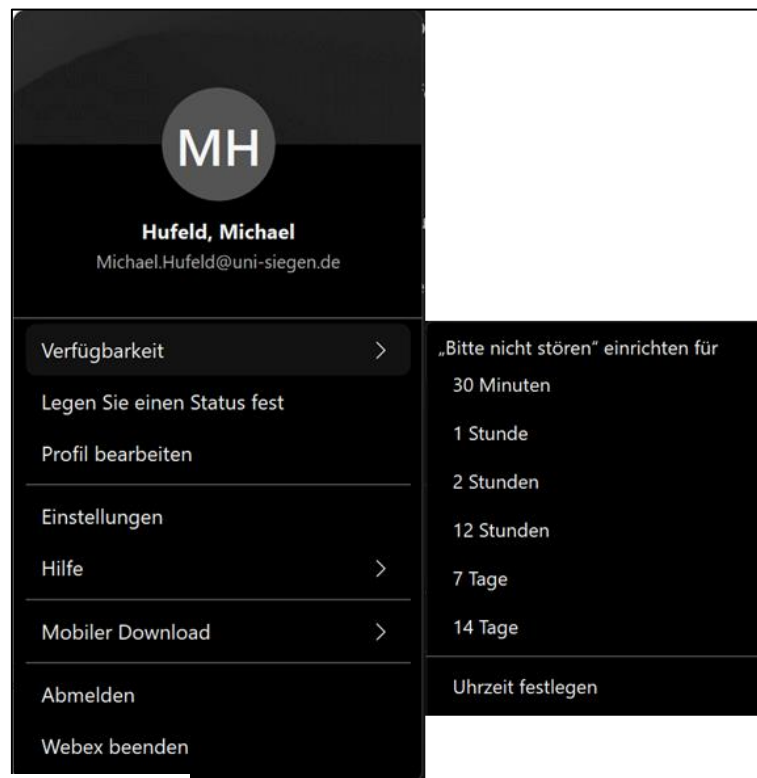 MH
Hufeld, Michael
Michael.Hufeld@uni-siegen.de
Verfügbarkeit
Legen Sie einen Status fest
Profil bearbeiten
Einstellungen
Hilfe
Mobiler Download
Abmelden
Webex beenden
„Bitte nicht stören“ einrichten für
30 Minuten
1 Stunde
2 Stunden
12 Stunden
7 Tage
14 Tage
Uhrzeit festlegen